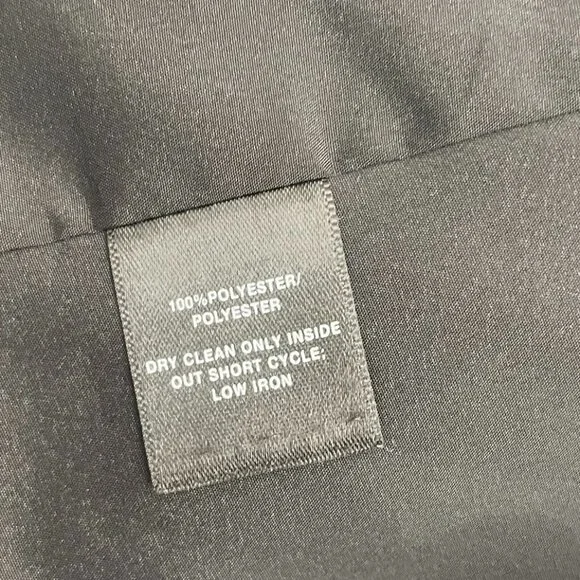 100%POLYESTER/
POLYESTER
DRY CLEAN ONLY INSIDE
OUT SHORT CYCLE;
LOW IRON